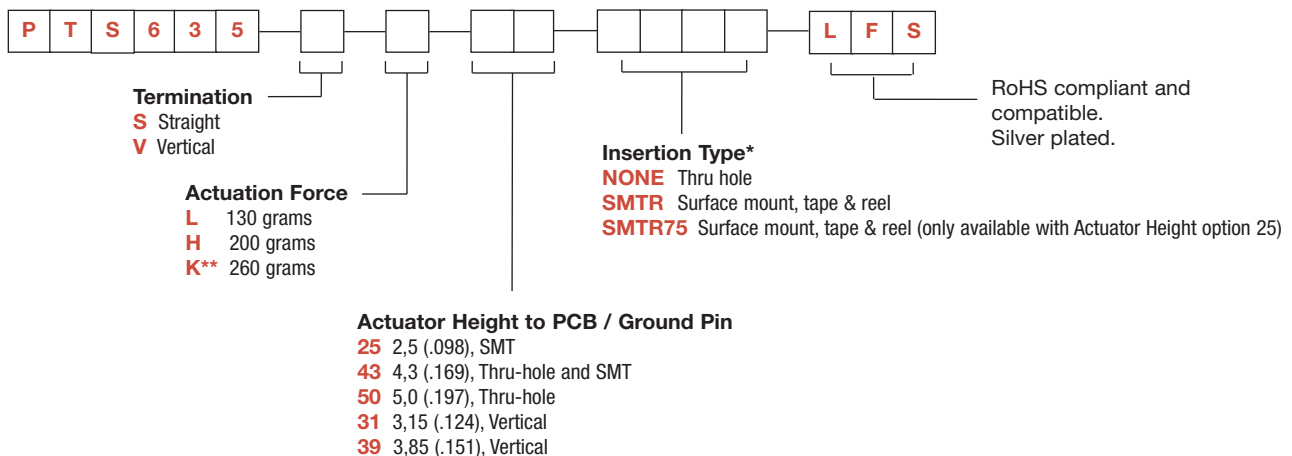 P T S 6 3 5 L F S
Termination
S Straight
V Vertical
Actuation Force
L 130 grams
H 200 grams
K** 260 grams
Actuator Height to PCB / Ground Pin
25 2,5 (.098), SMT
43 4,3 (.169), Thru-hole and SMT
50 5,0 (.197), Thru-hole
31 3,15 (.124), Vertical
39 3,85 (.151), Vertical
Insertion Type*
NONE Thru hole
SMTR Surface mount, tape & reel
SMTR75 Surface mount, tape & reel (only available with Actuator Height option 25)
RoHS compliant and
compatible.
Silver plated.